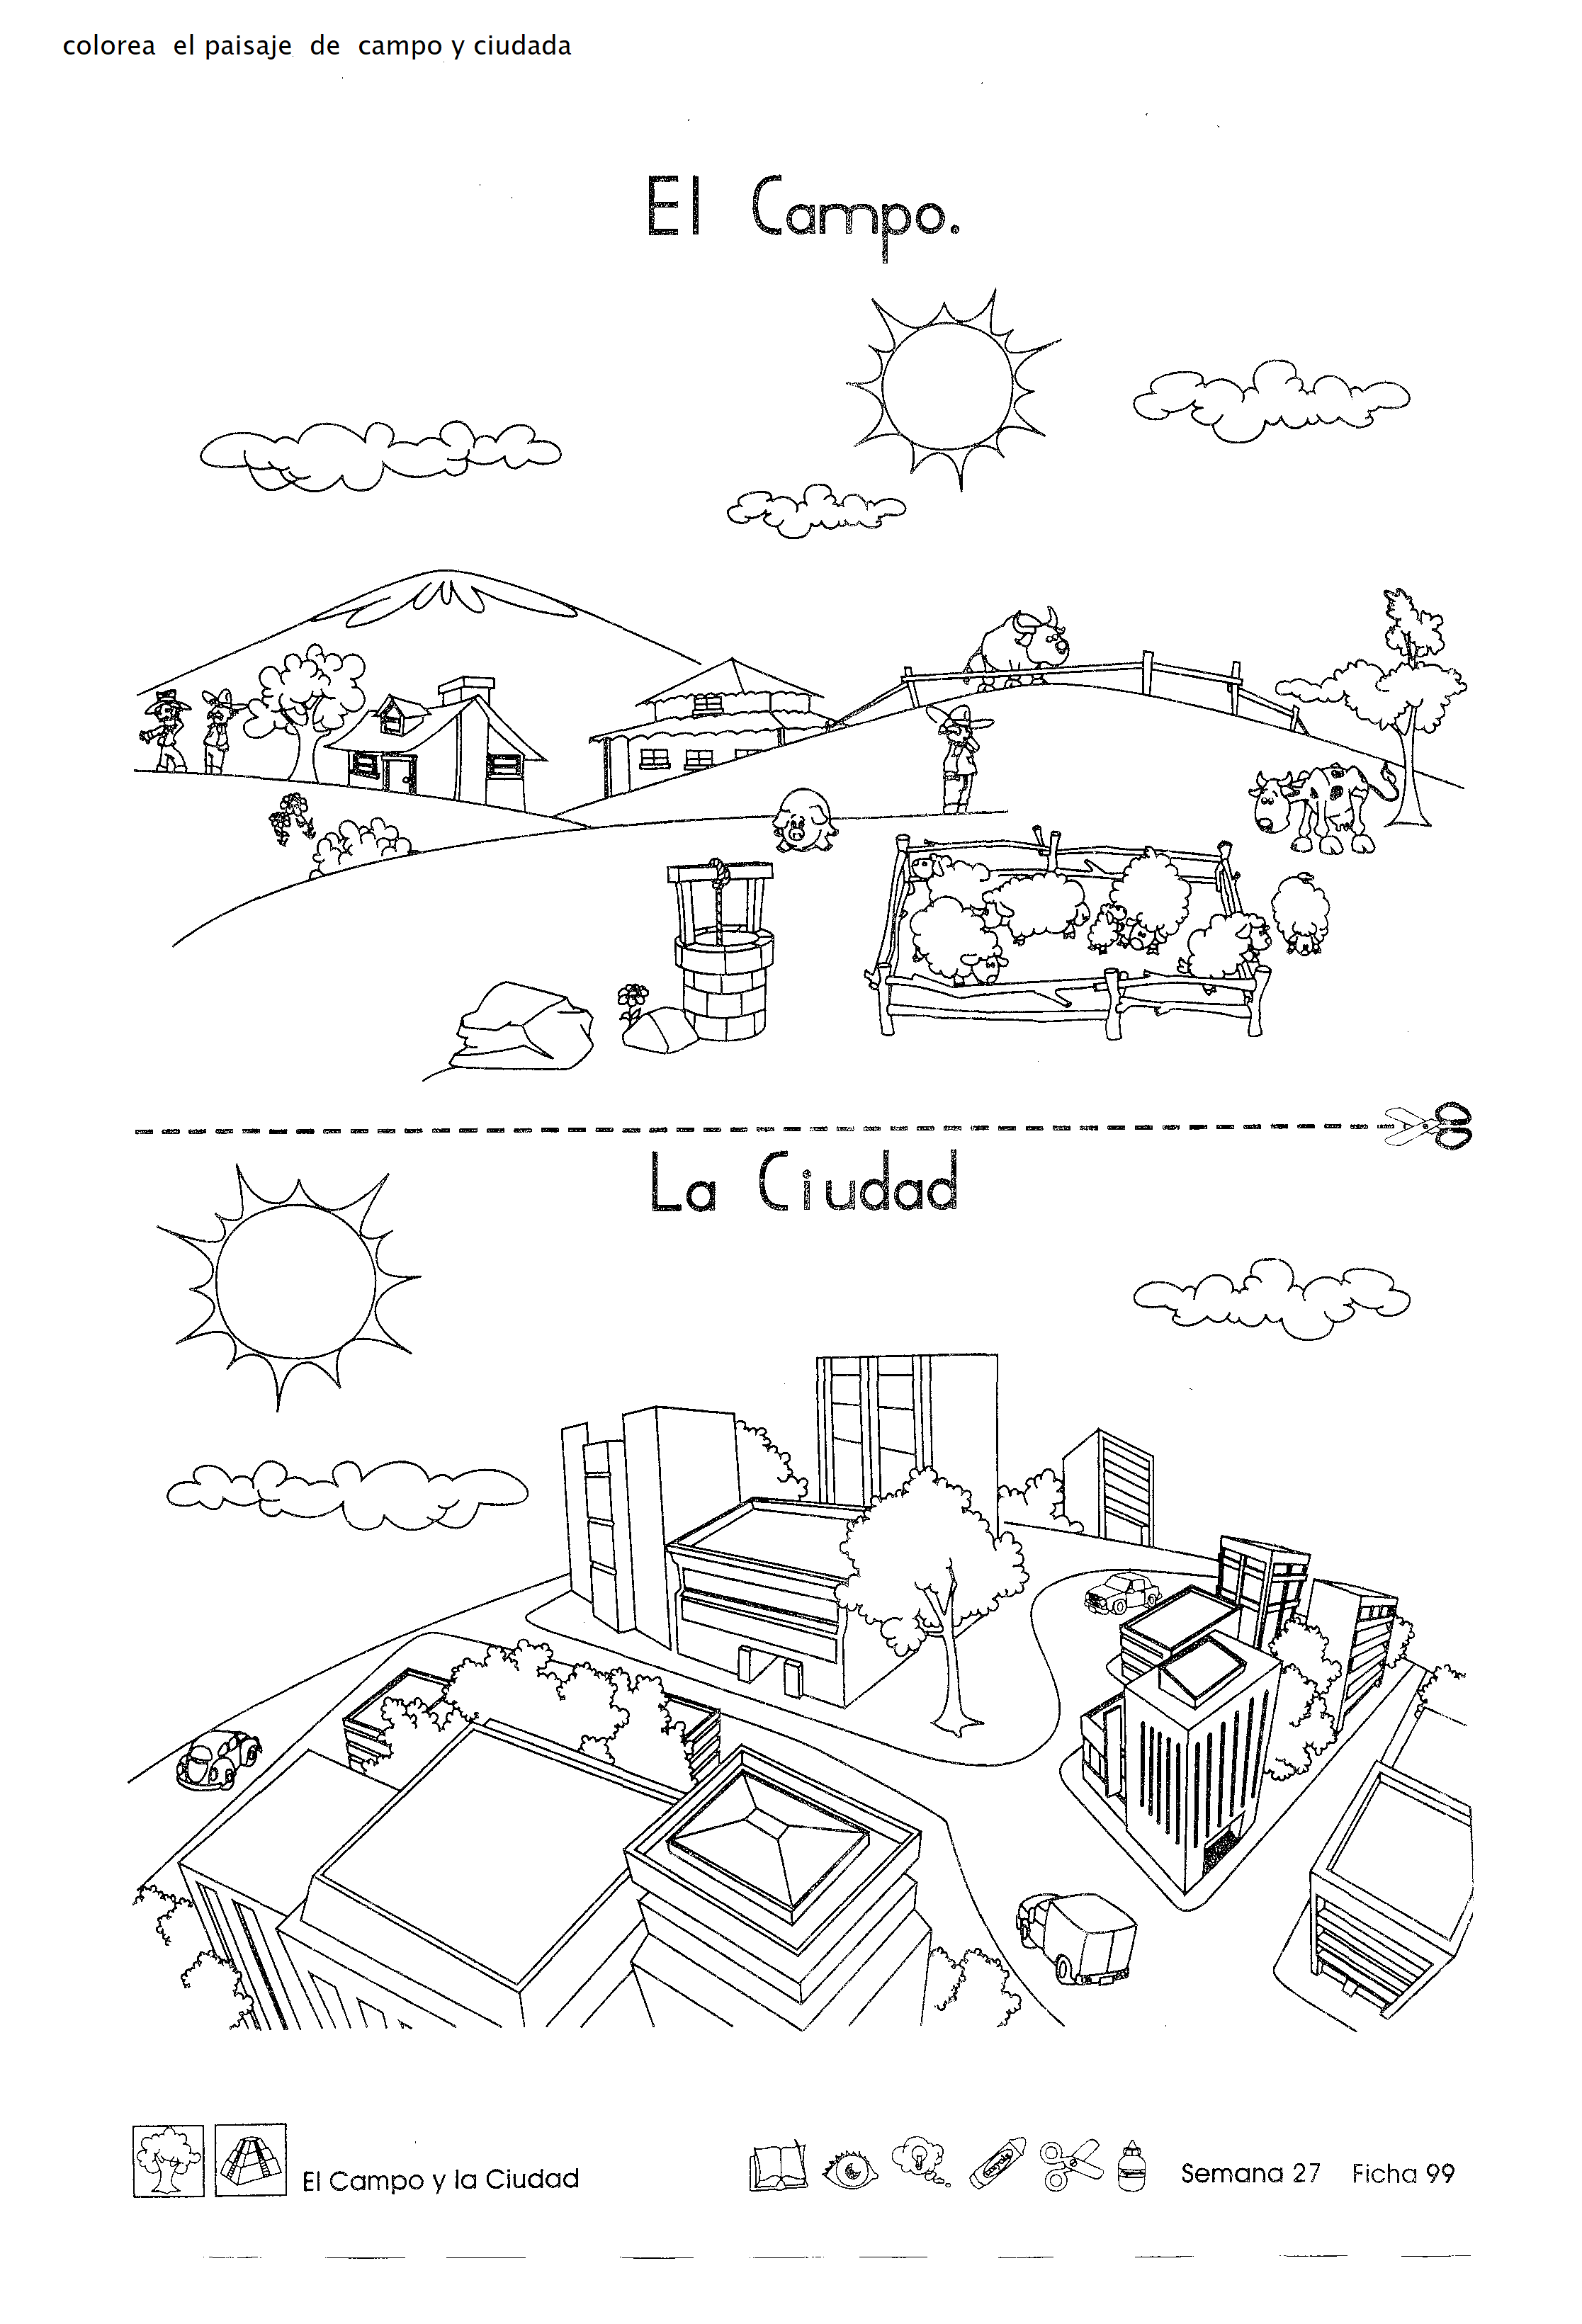 colorea el paisaje de campo y ciudada
El Campo.
La Ciudad
El Campo y la Ciudad
Semana 27 Ficha 99